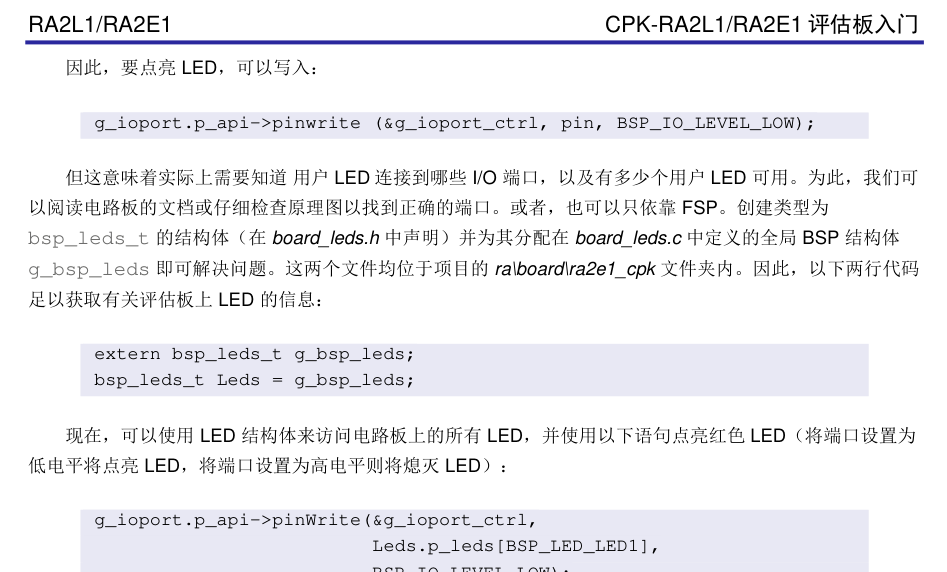 RA2L1/RA2E1 CPK-RA2L1/RA2E1 评估板入门
因此，要点亮 LED，可以写入：
g_ioport.p_api->pinwrite (&g_ioport_ctrl, pin, BSP_IO_LEVEL_LOW);
但这意味着实际上需要知道 用户 LED 连接到哪些 I/O 端口，以及有多少个用户 LED 可用。为此，我们可
以阅读电路板的文档或仔细检查原理图以找到正确的端口。或者，也可以只依靠 FSP。创建类型为
bsp_leds_t 的结构体（在 board_leds.h 中声明）并为其分配在 board_leds.c 中定义的全局 BSP 结构体
g_bsp_leds 即可解决问题。这两个文件均位于项目的 ra\board\ra2e1_cpk 文件夹内。因此，以下两行代码
足以获取有关评估板上 LED 的信息：
extern bsp_leds_t g_bsp_leds;
bsp_leds_t Leds = g_bsp_leds;
现在，可以使用 LED 结构体来访问电路板上的所有 LED，并使用以下语句点亮红色 LED（将端口设置为
低电平将点亮 LED，将端口设置为高电平则将熄灭 LED）：
g_ioport.p_api->pinWrite(&g_ioport_ctrl,
Leds.p_leds[BSP_LED_LED1],
BSP_IO_LEVEL_LOW);